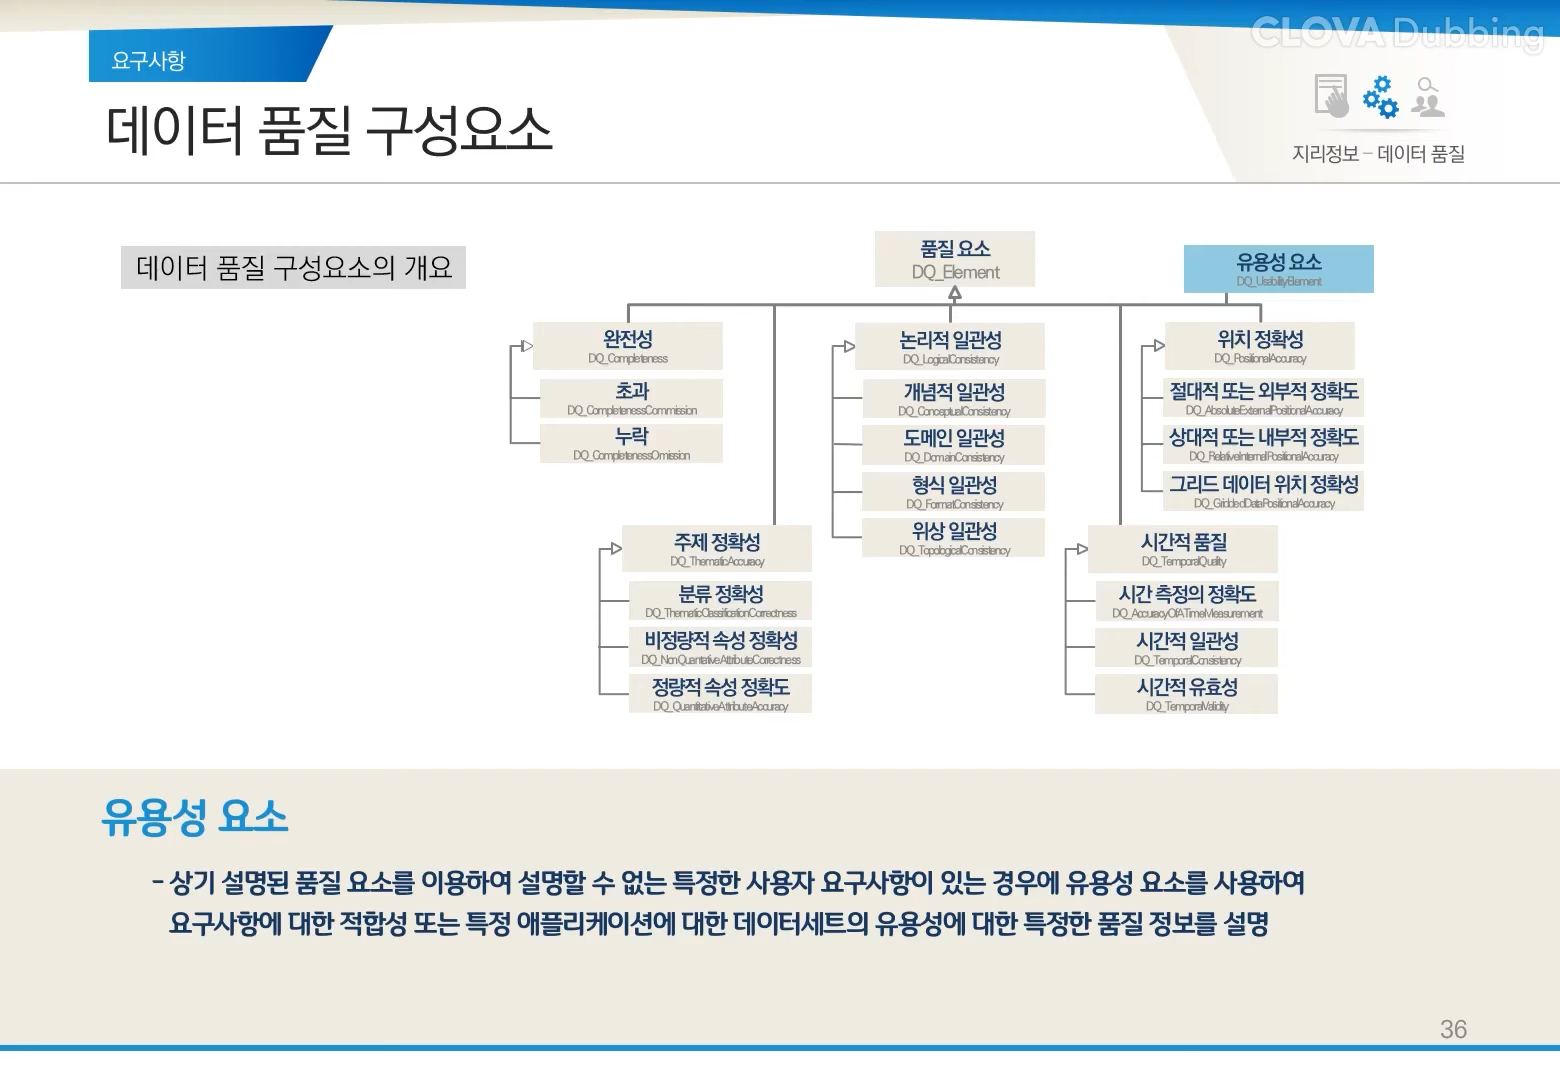 CLOVA Dubbing
요구사항
데이터 품질 구성요소
지리정보 – 데이터 품질
데이터 품질 구성요소의 개요
품질 요소
DQ_Element
유용성 요소
DQ_UsabilityElement
완전성
DQ_Completeness
초과
DQ_CompletenessCommission
누락
DQ_CompletenessOmission
논리적 일관성
DQ_LogicalConsistency
개념적 일관성
DQ_ConceptualConsistency
도메인 일관성
DQ_DomainConsistency
형식 일관성
DQ_FormatConsistency
위상 일관성
DQ_TopologicalConsistency
위치 정확성
DQ_PositionalAccuracy
절대적 또는 외부적 정확도
DQ_AbsoluteExternalPositionalAccuracy
상대적 또는 내부적 정확도
DQ_RelativeInternalPositionalAccuracy
그리드 데이터 위치 정확성
DQ_GriddedDataPositionalAccuracy
주제 정확성
DQ_ThematicAccuracy
분류 정확성
DQ_ThematicClassificationCorrectness
비정량적 속성 정확성
DQ_NonQuantativeAttributeCorrectness
정량적 속성 정확도
DQ_QuantitativeAttributeAccuracy
시간적 품질
DQ_TemporalQuality
시간 측정의 정확도
DQ_AccuracyOfATimeMeasurement
시간적 일관성
DQ_TemporalConsistency
시간적 유효성
DQ_TemporalValidity
유용성 요소
– 상기 설명된 품질 요소를 이용하여 설명할 수 없는 특정한 사용자 요구사항이 있는 경우에 유용성 요소를 사용하여
요구사항에 대한 적합성 또는 특정 애플리케이션에 대한 데이터세트의 유용성에 대한 특정한 품질 정보를 설명
36